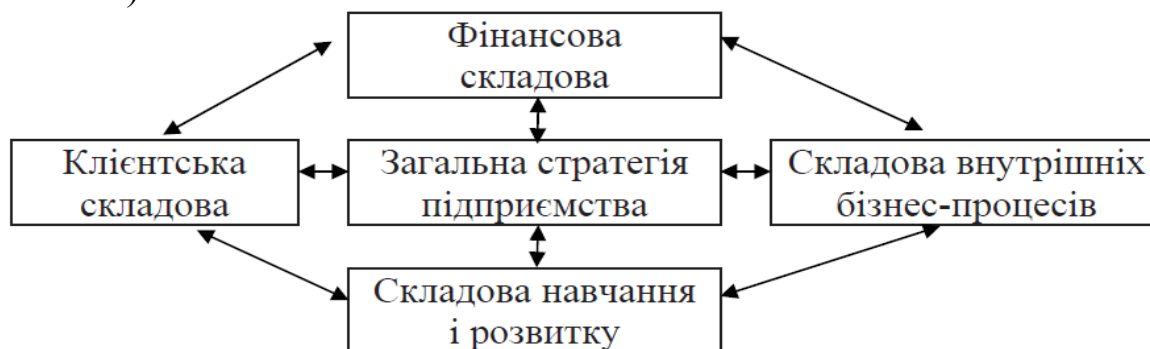 )
Фінансова
складова
Клієнтська
складова
Загальна стратегія
підприємства
Складова внутрішніх
бізнес-процесів
Складова навчання
і розвитку